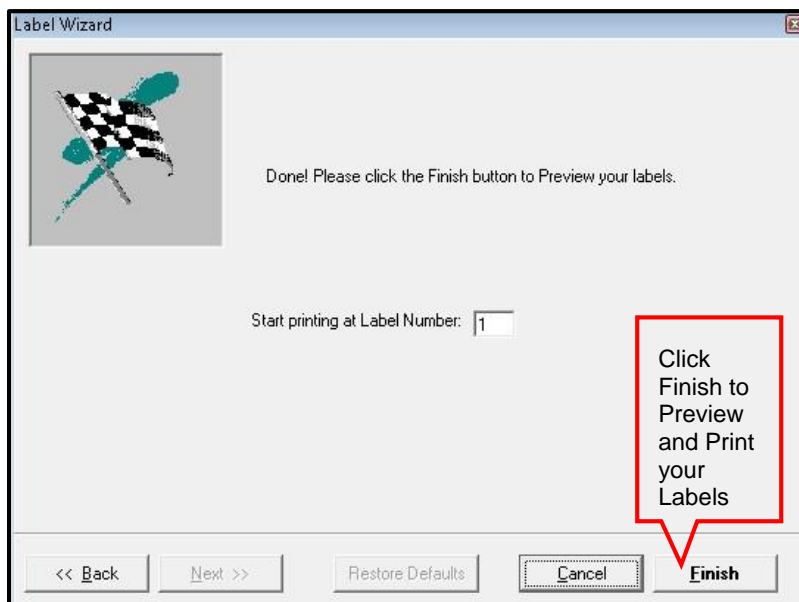 Label Wizard
Done! Please click the Finish button to Preview your labels.
Start printing at Label Number: 1
Click
Finish to
Preview
and Print
your
Labels
<< Back Next >> Restore Defaults Cancel Finish